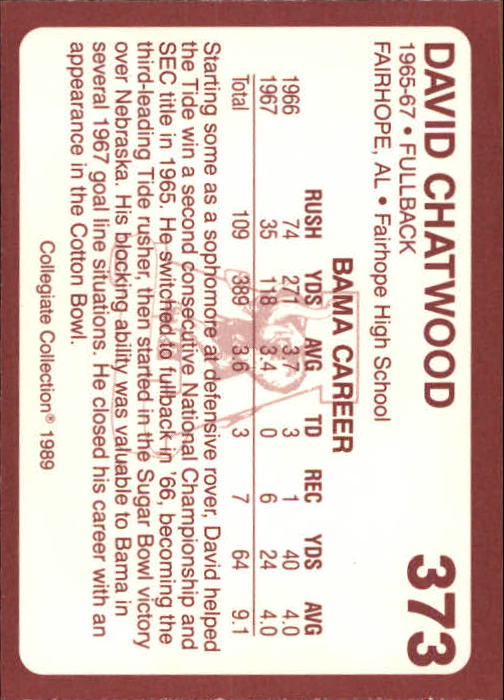 DAVID CHATWOOD 373
1965-67 • FULLBACK
FAIRHOPE, AL • Fairhope High School
BAMA CAREER
RUSH YDS AVG TD REC YDS AVG
1966 74 271 3.7 3 1 40 4.0
1967 35 118 3.4 0 6 24 4.0
Total 109 389 3.6 3 7 64 9.1
Starting some as a sophomore at defensive rover, David helped
the Tide win a second consecutive National Championship and
SEC title in 1965. He switched to fullback in '66, becoming the
third-leading Tide rusher, then started in the Sugar Bowl victory
over Nebraska. His blocking ability was valuable to Bama in
several 1967 goal line situations. He closed his career with an
appearance in the Cotton Bowl.
Collegiate Collection® 1989